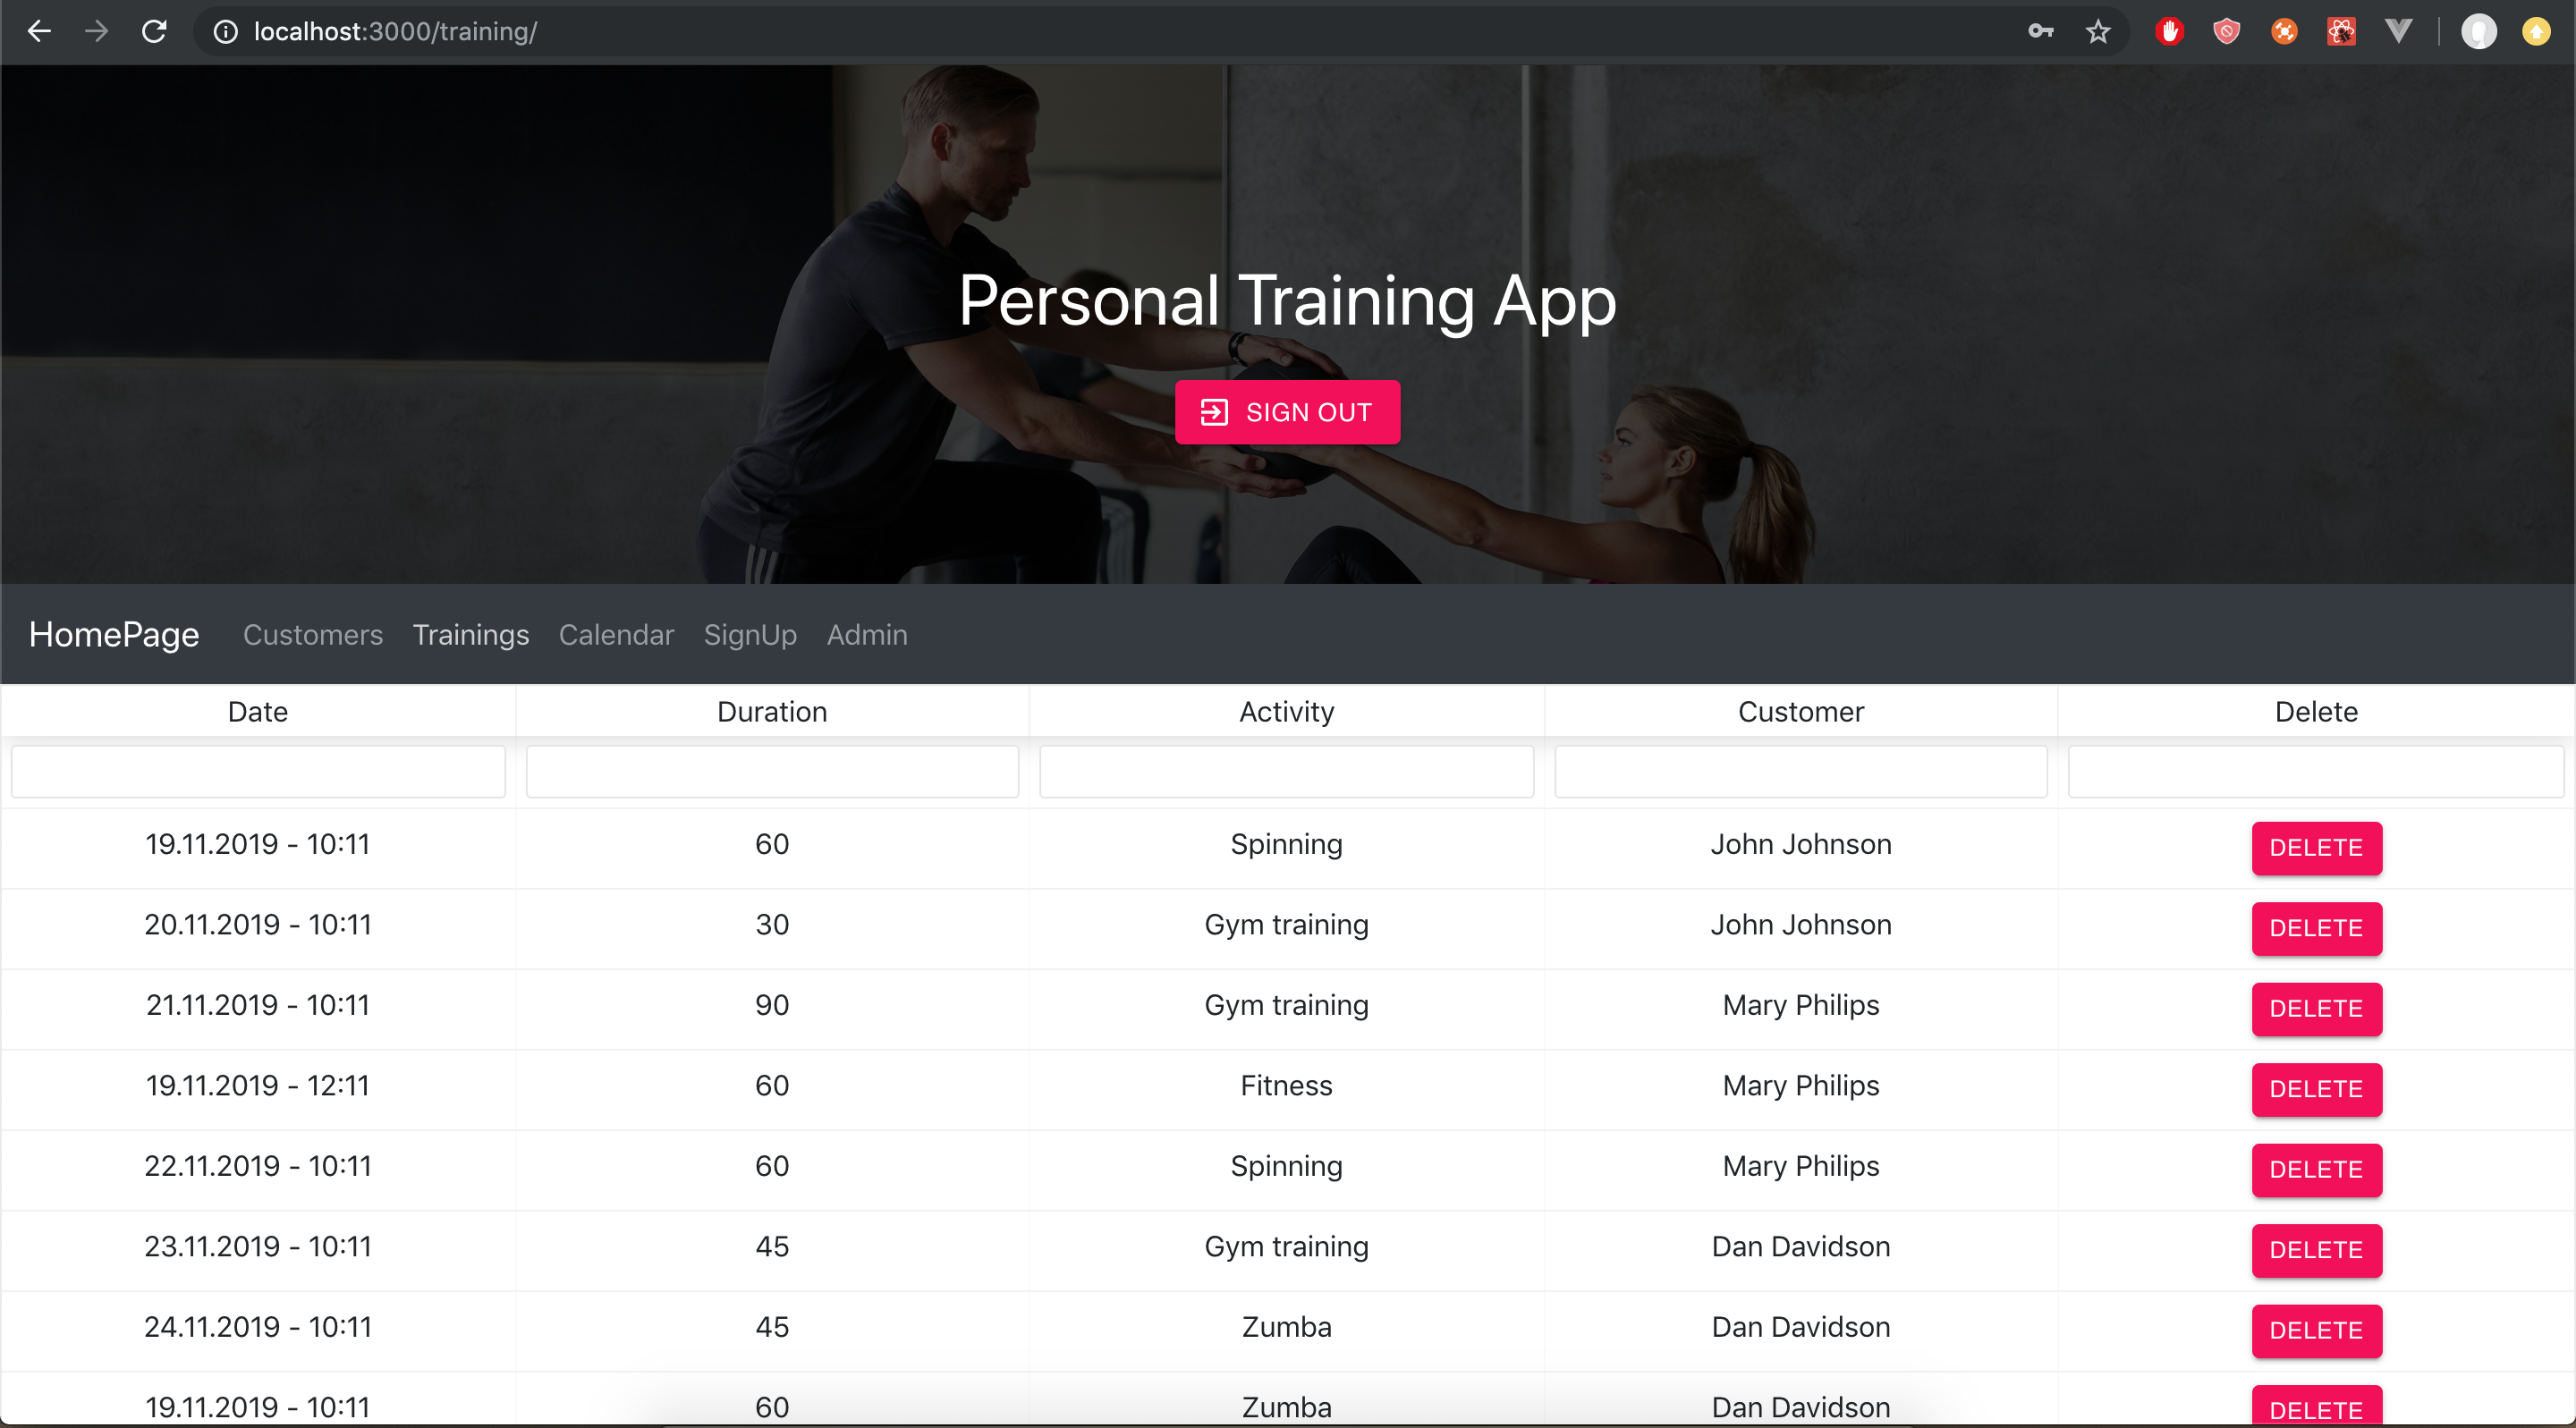 localhost:3000/training/
Personal Training App
SIGN OUT
HomePage Customers Trainings Calendar SignUp Admin
Date Duration Activity Customer Delete
19.11.2019 - 10:11 60 Spinning John Johnson DELETE
20.11.2019 - 10:11 30 Gym training John Johnson DELETE
21.11.2019 - 10:11 90 Gym training Mary Philips DELETE
19.11.2019 - 12:11 60 Fitness Mary Philips DELETE
22.11.2019 - 10:11 60 Spinning Mary Philips DELETE
23.11.2019 - 10:11 45 Gym training Dan Davidson DELETE
24.11.2019 - 10:11 45 Zumba Dan Davidson DELETE
19.11.2019 - 10:11 60 Zumba Dan Davidson DELETE